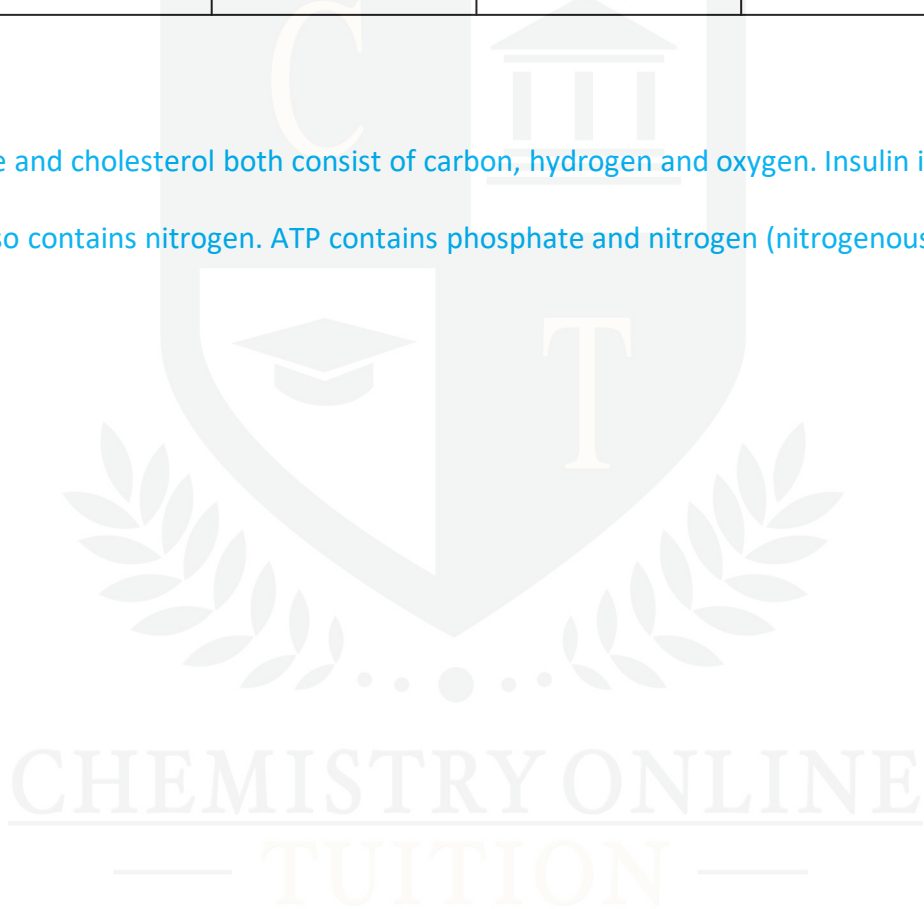 e and cholesterol both consist of carbon, hydrogen and oxygen. Insulin i
so contains nitrogen. ATP contains phosphate and nitrogen (nitrogenous
C
T
CHEMISTRY ONLINE
TUITION